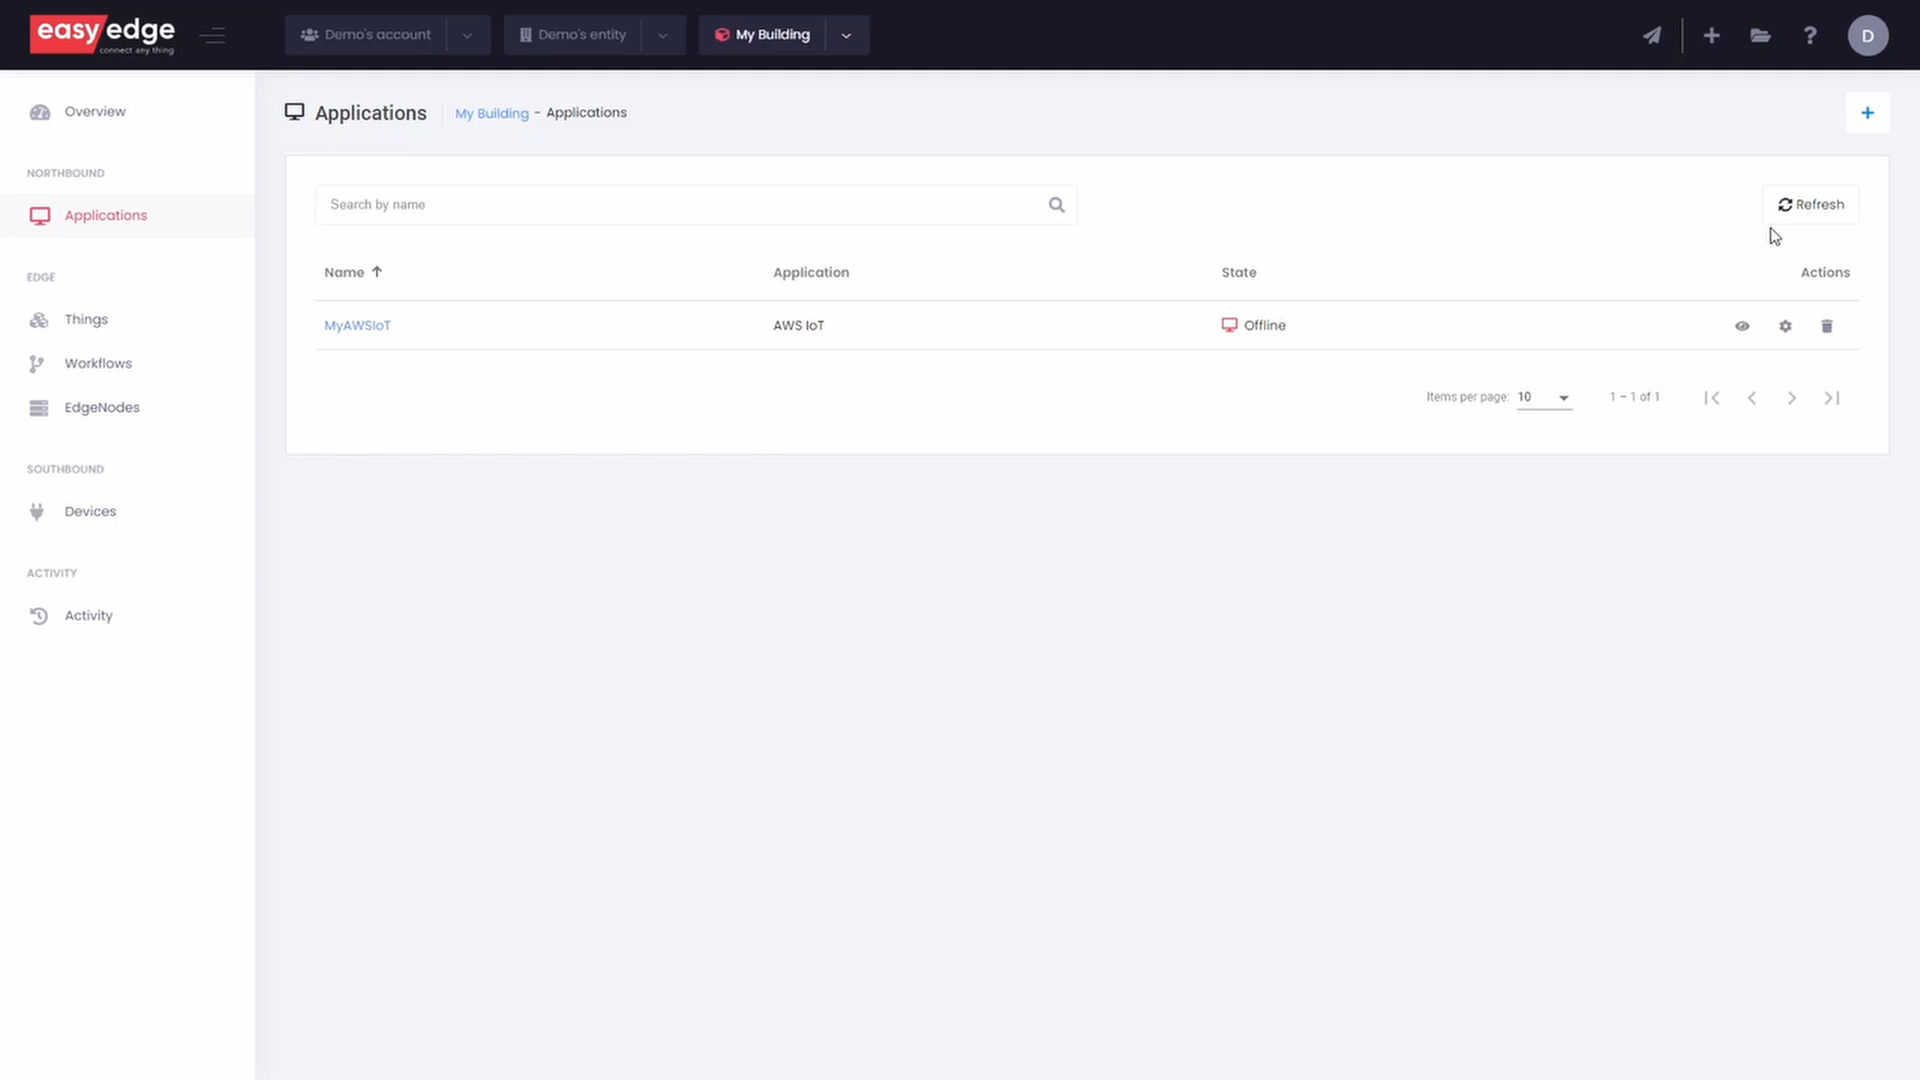 easy edge
connect any thing
Demo's account
Demo's entity
My Building
?
D
Overview
NORTHBOUND
Applications
EDGE
Things
Workflows
EdgeNodes
SOUTHBOUND
Devices
ACTIVITY
Activity
Applications
My Building - Applications
+
Search by name
Refresh
Name Application State Actions
MyAWSIoT AWS IoT Offline
Items per page: 10 1 – 1 of 1